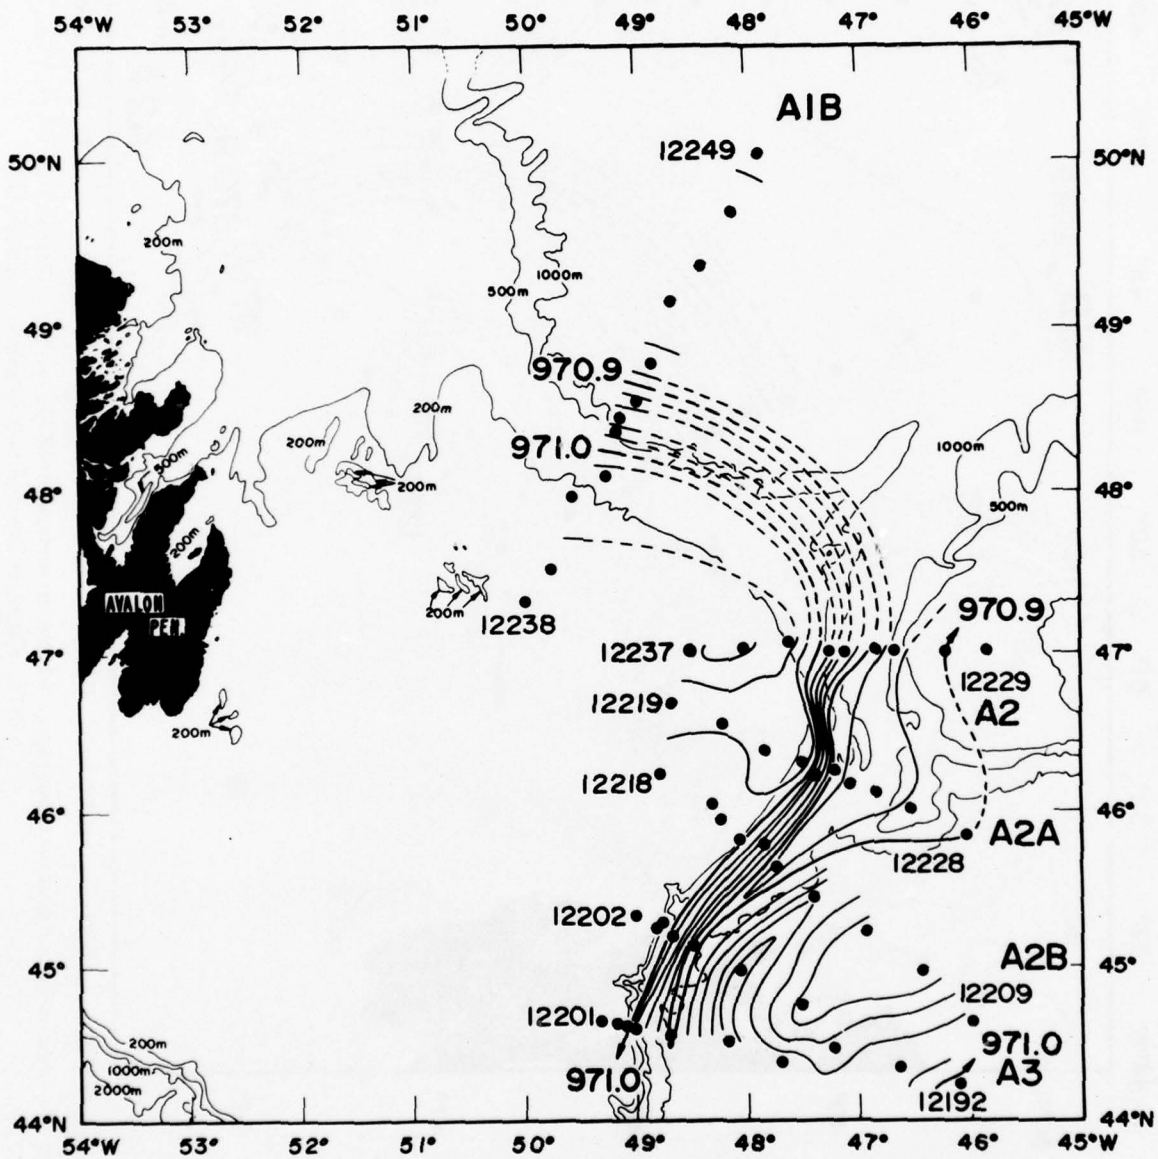 54°W 53° 52° 51° 50° 49° 48° 47° 46° 45°W
A1B
12249
50°N 50°N
200m
1000m
500m
49° 49°
970.9
200m
200m
1000m
971.0
500m
200m
48° 48°
500m
200m
970.9
AVALON
200m
PEN.
12238
12237
47° 47°
12229
12219
A2
200m
12218
46° 46°
A2A
12228
12202
A2B
45° 45°
12209
12201
200m
971.0
1000m
971.0
A3
2000m
12192
44°N 44°N
54°W 53° 52° 51° 50° 49° 48° 47° 46° 45°W